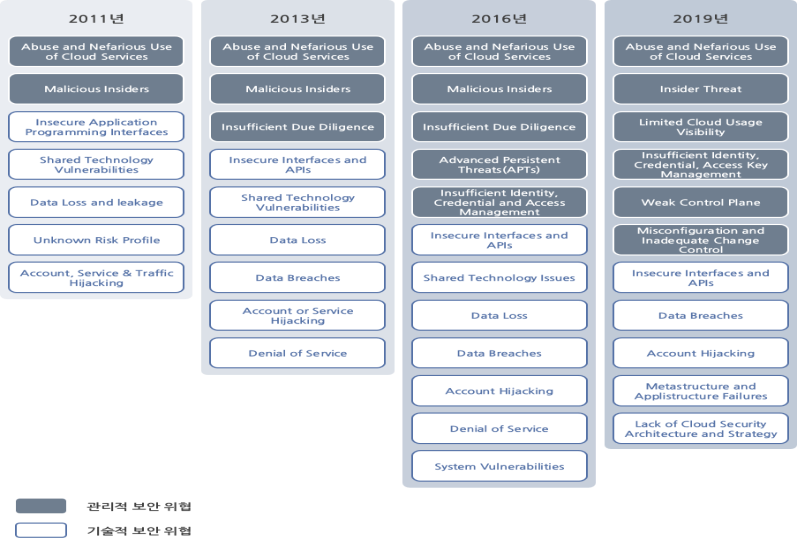 2011년
Abuse and Nefarious Use
of Cloud Services
Malicious Insiders
Insecure Application
Programming Interfaces
Shared Technology
Vulnerabilities
Data Loss and leakage
Unknown Risk Profile
Account, Service & Traffic
Hijacking
2013년
Abuse and Nefarious Use
of Cloud Services
Malicious Insiders
Insufficient Due Diligence
Insecure Interfaces and
APIs
Shared Technology
Vulnerabilities
Data Loss
Data Breaches
Account or Service
Hijacking
Denial of Service
2016년
Abuse and Nefarious Use
of Cloud Services
Malicious Insiders
Insufficient Due Diligence
Advanced Persistent
Threats(APTs)
Insufficient Identity,
Credential and Access
Management
Insecure Interfaces and
APIs
Shared Technology Issues
Data Loss
Data Breaches
Account Hijacking
Denial of Service
System Vulnerabilities
2019년
Abuse and Nefarious Use
of Cloud Services
Insider Threat
Limited Cloud Usage
Visibility
Insufficient Identity,
Credential, Access Key
Management
Weak Control Plane
Misconfiguration and
Inadequate Change
Control
Insecure Interfaces and
APIs
Data Breaches
Account Hijacking
Metastructure and
Applistructure Failures
Lack of Cloud Security
Architecture and Strategy
관리적 보안 위협
기술적 보안 위협